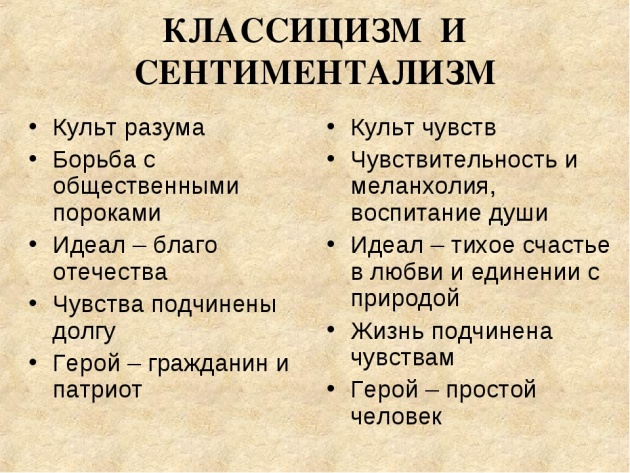 КЛАССИЦИЗМ И
СЕНТИМЕНТАЛИЗМ
• Культ разума
• Борьба с
общественными
пороками
• Идеал – благо
отечества
• Чувства подчинены
долгу
• Герой – гражданин и
патриот
• Культ чувств
• Чувствительность и
меланхолия,
воспитание души
• Идеал – тихое счастье
в любви и единении с
природой
• Жизнь подчинена
чувствам
• Герой – простой
человек